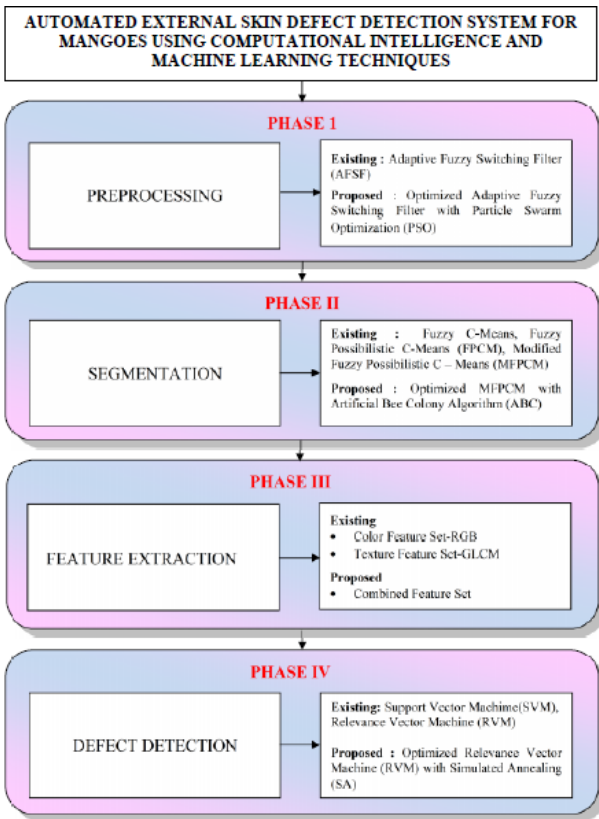 AUTOMATED EXTERNAL SKIN DEFECT DETECTION SYSTEM FOR
MANGOES USING COMPUTATIONAL INTELLIGENCE AND
MACHINE LEARNING TECHNIQUES
PHASE 1
PREPROCESSING
Existing : Adaptive Fuzzy Switching Filter
(AFSF)
Proposed : Optimized Adaptive Fuzzy
Switching Filter with Particle Swarm
Optimization (PSO)
PHASE II
SEGMENTATION
Existing : Fuzzy C-Means, Fuzzy
Possibilistic C-Means (FPCM), Modified
Fuzzy Possibilistic C – Means (MFPCM)
Proposed : Optimized MFPCM with
Artificial Bee Colony Algorithm (ABC)
PHASE III
FEATURE EXTRACTION
Existing
• Color Feature Set-RGB
• Texture Feature Set-GLCM
Proposed
• Combined Feature Set
PHASE IV
DEFECT DETECTION
Existing: Support Vector Machime(SVM),
Relevance Vector Machine (RVM)
Proposed : Optimized Relevance Vector
Machine (RVM) with Simulated Annealing
(SA)